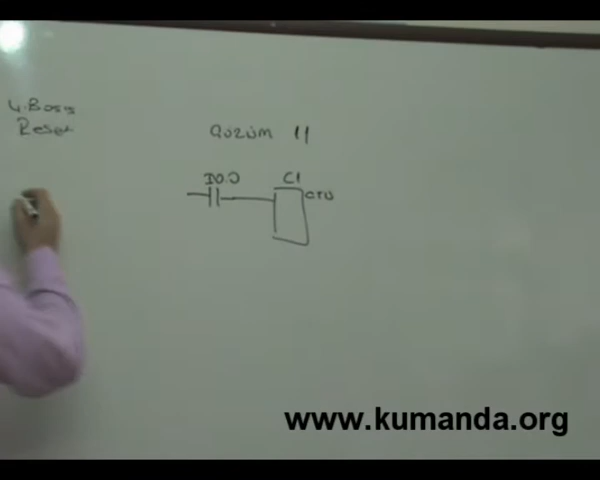 4. Basış
Reset
Çözüm 11
I0.0
C1
CTU
www.kumanda.org